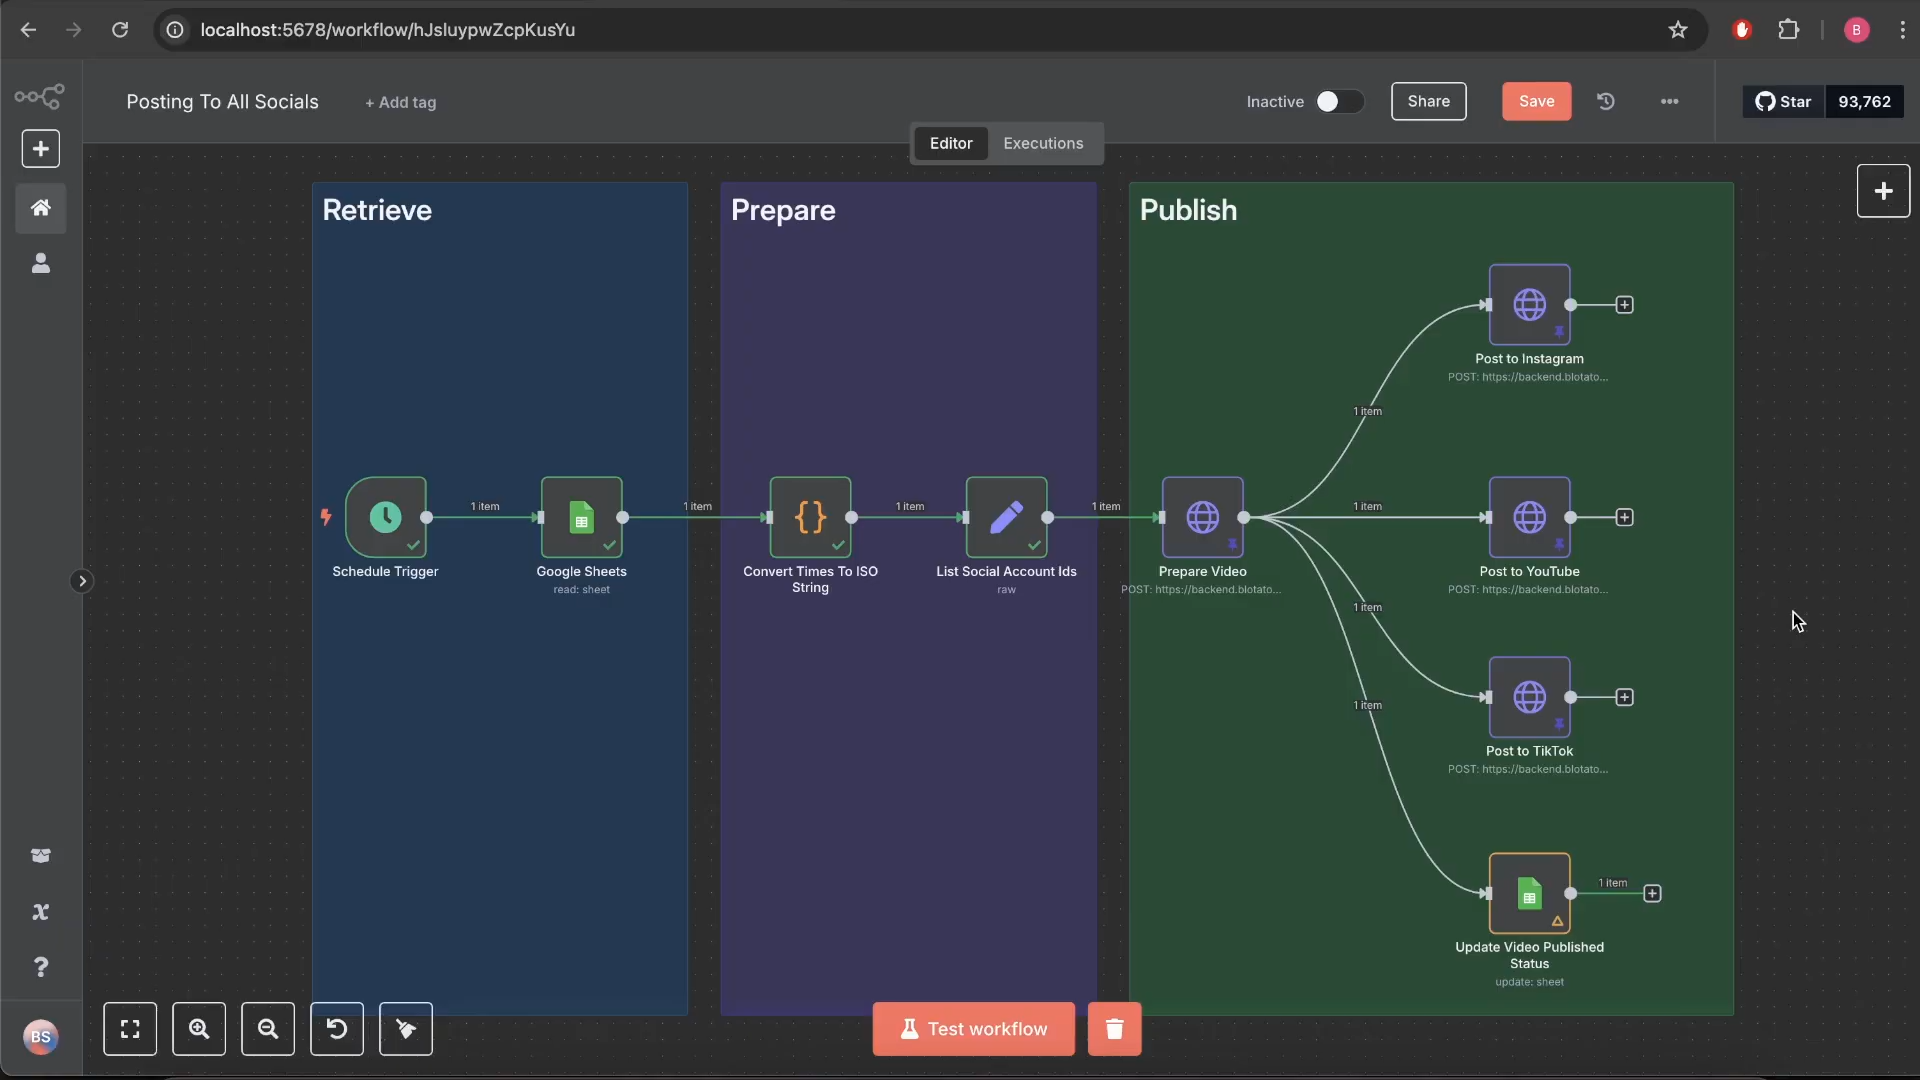 localhost:5678/workflow/hJsluypwZcpKusYu
B
Posting To All Socials
+ Add tag
Inactive
Share
Save
Star
93,762
Editor
Executions
Retrieve
Prepare
Publish
Post to Instagram
POST: https://backend.blotato...
1 item
1 item
1 item
1 item
1 item
1 item
Schedule Trigger
Google Sheets
read: sheet
Convert Times To ISO
String
List Social Account Ids
raw
Prepare Video
POST: https://backend.blotato...
Post to YouTube
POST: https://backend.blotato...
1 item
1 item
Post to TikTok
POST: https://backend.blotato...
1 item
Update Video Published
Status
update: sheet
BS
Test workflow